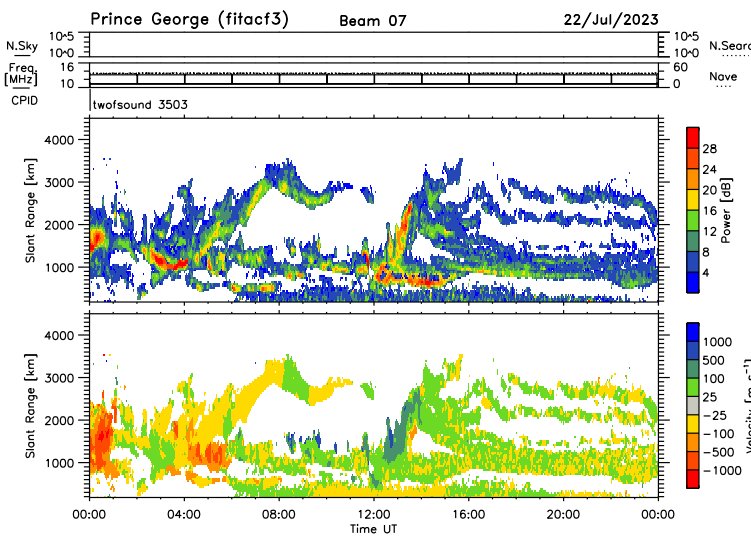 Prince George (fitacf3) Beam 07 22/Jul/2023
N.Sky 10^5 10^0 10^5 10^0 N.Sear
Freq. [MHz] 16 10 60 0 Nave
CPID twofsound 3503
Slant Range [km] 4000 3000 2000 1000
Power [dB] 28 24 20 16 12 8 4
Slant Range [km] 4000 3000 2000 1000
Velocity [m s⁻¹] 1000 500 100 25 -25 -100 -500 -1000
00:00 04:00 08:00 12:00 16:00 20:00 00:00
Time UT